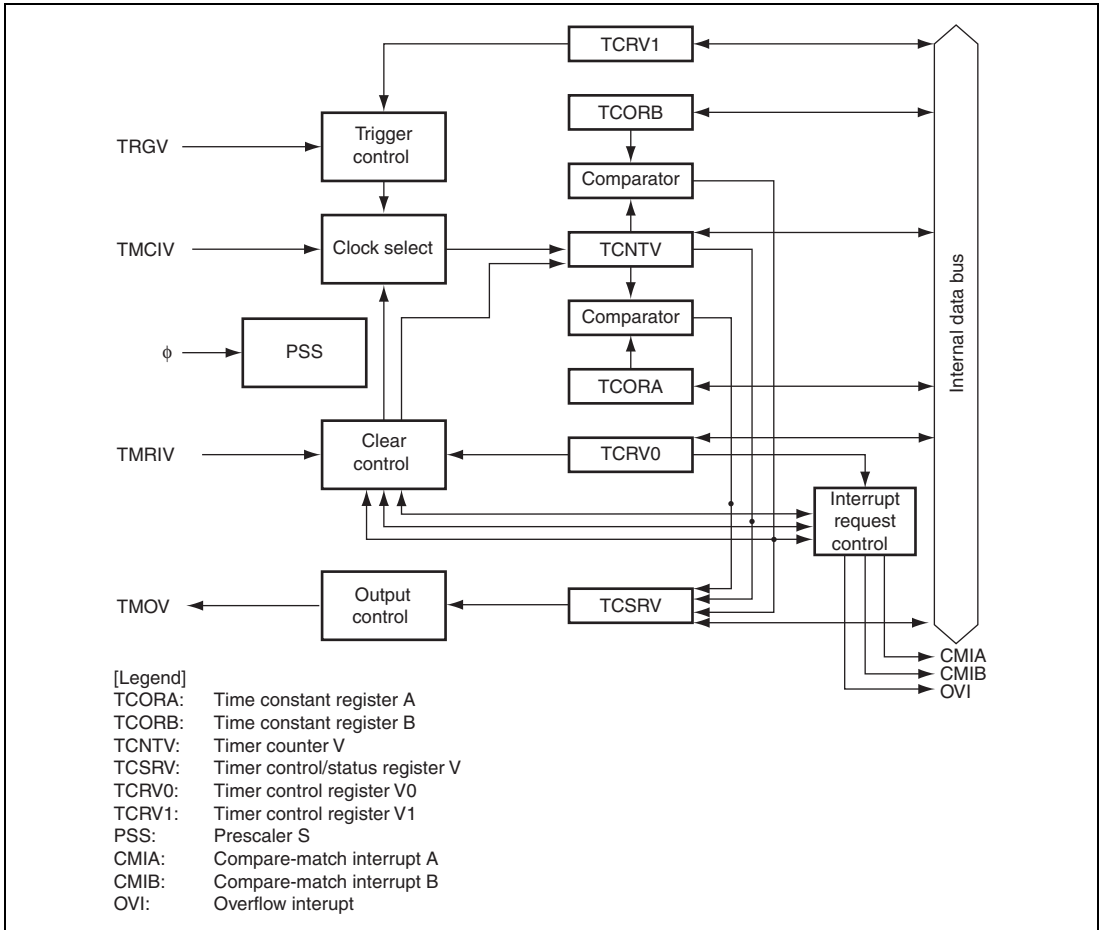 TCRV1
TCORB
Trigger
control
TRGV
Comparator
TMCIV
Clock select
TCNTV
Internal data bus
Comparator
ϕ
PSS
TCORA
TMRIV
Clear
control
TCRV0
Interrupt
request
control
TMOV
Output
control
TCSRV
CMIA
CMIB
OVI
[Legend]
TCORA: Time constant register A
TCORB: Time constant register B
TCNTV: Timer counter V
TCSRV: Timer control/status register V
TCRV0: Timer control register V0
TCRV1: Timer control register V1
PSS: Prescaler S
CMIA: Compare-match interrupt A
CMIB: Compare-match interrupt B
OVI: Overflow interupt